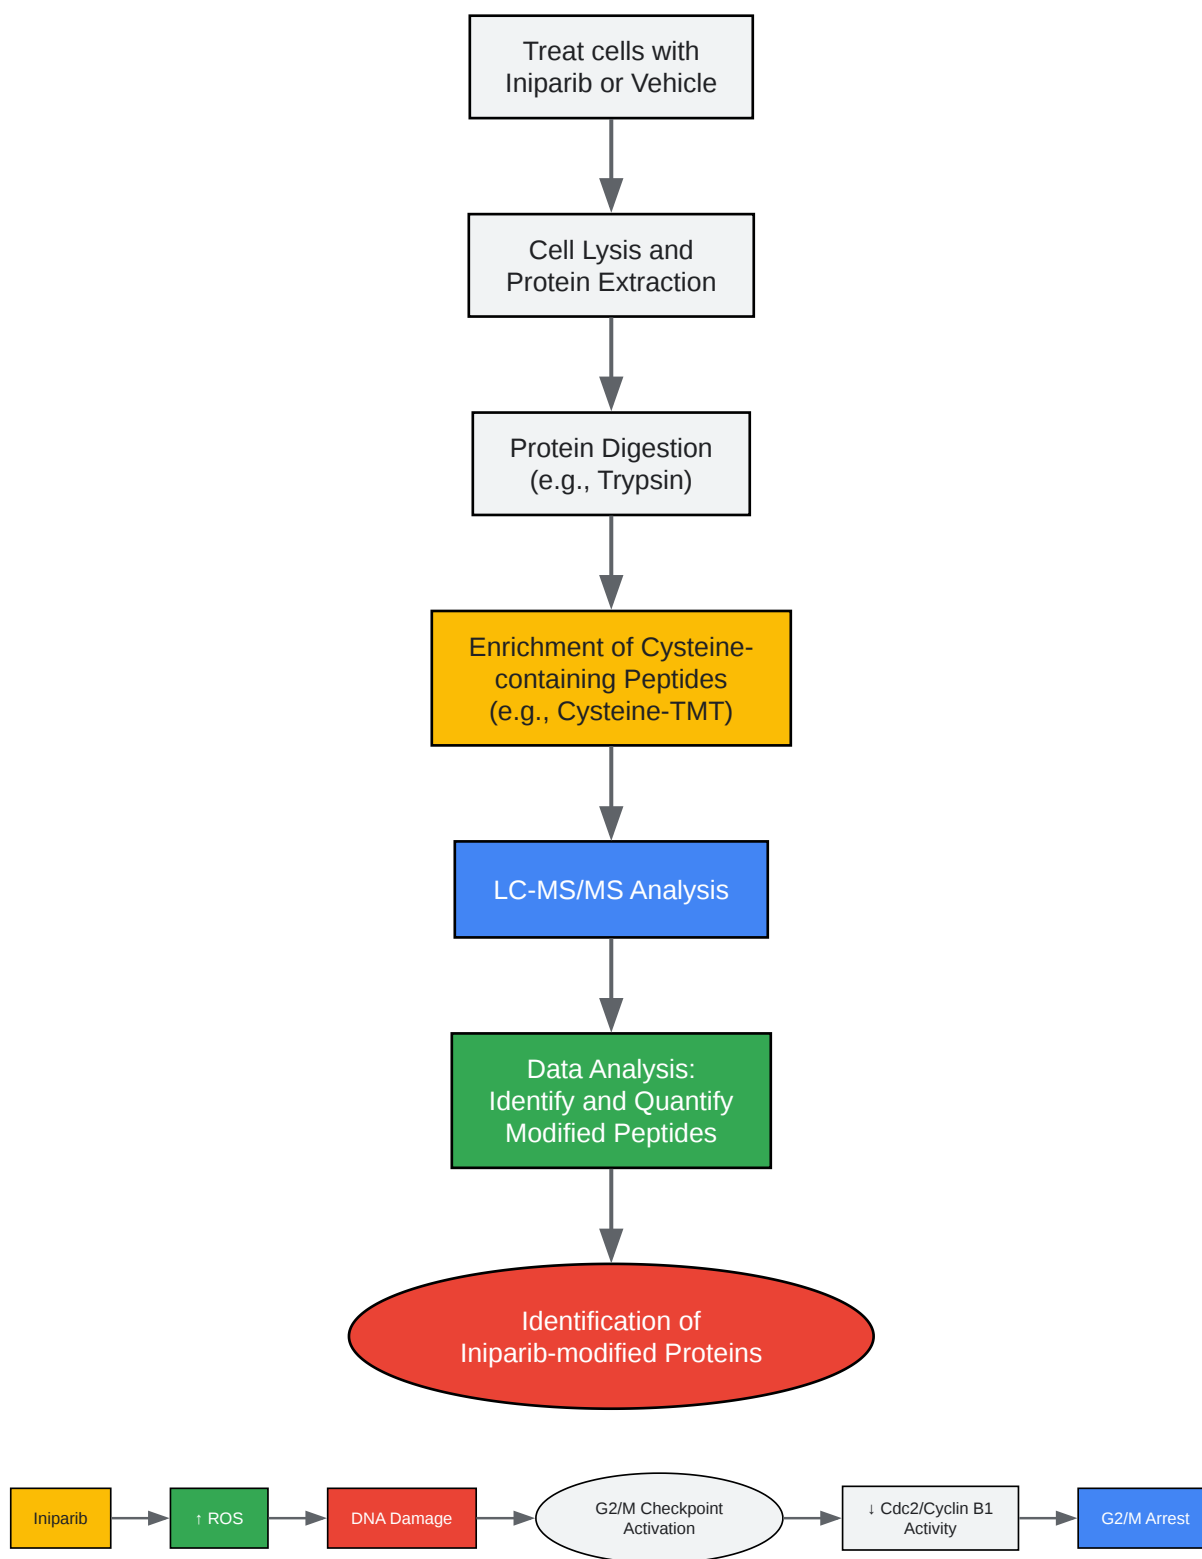 Treat cells with
Iniparib or Vehicle
Cell Lysis and
Protein Extraction
Protein Digestion
(e.g., Trypsin)
Enrichment of Cysteine-
containing Peptides
(e.g., Cysteine-TMT)
LC-MS/MS Analysis
Data Analysis:
Identify and Quantify
Modified Peptides
Identification of
Iniparib-modified Proteins
Iniparib
↑ ROS
DNA Damage
G2/M Checkpoint
Activation
↓ Cdc2/Cyclin B1
Activity
G2/M Arrest